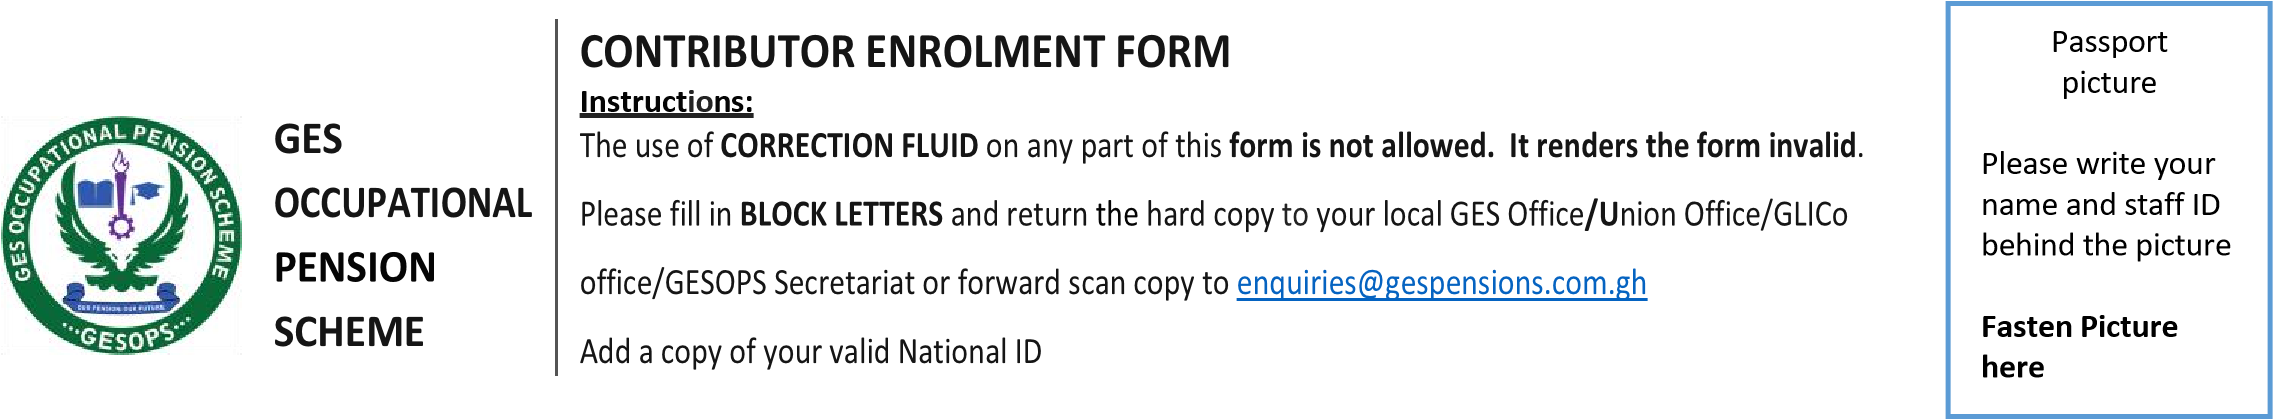 GES OCCUPATIONAL PENSION SCHEME
OUR PENSION OUR FUTURE
...GESOPS...
GES
OCCUPATIONAL
PENSION
SCHEME
CONTRIBUTOR ENROLMENT FORM
Instructions:
The use of CORRECTION FLUID on any part of this form is not allowed. It renders the form invalid.
Please fill in BLOCK LETTERS and return the hard copy to your local GES Office/Union Office/GLICo
office/GESOPS Secretariat or forward scan copy to enquiries@gespensions.com.gh
Add a copy of your valid National ID
Passport
picture
Please write your
name and staff ID
behind the picture
Fasten Picture
here